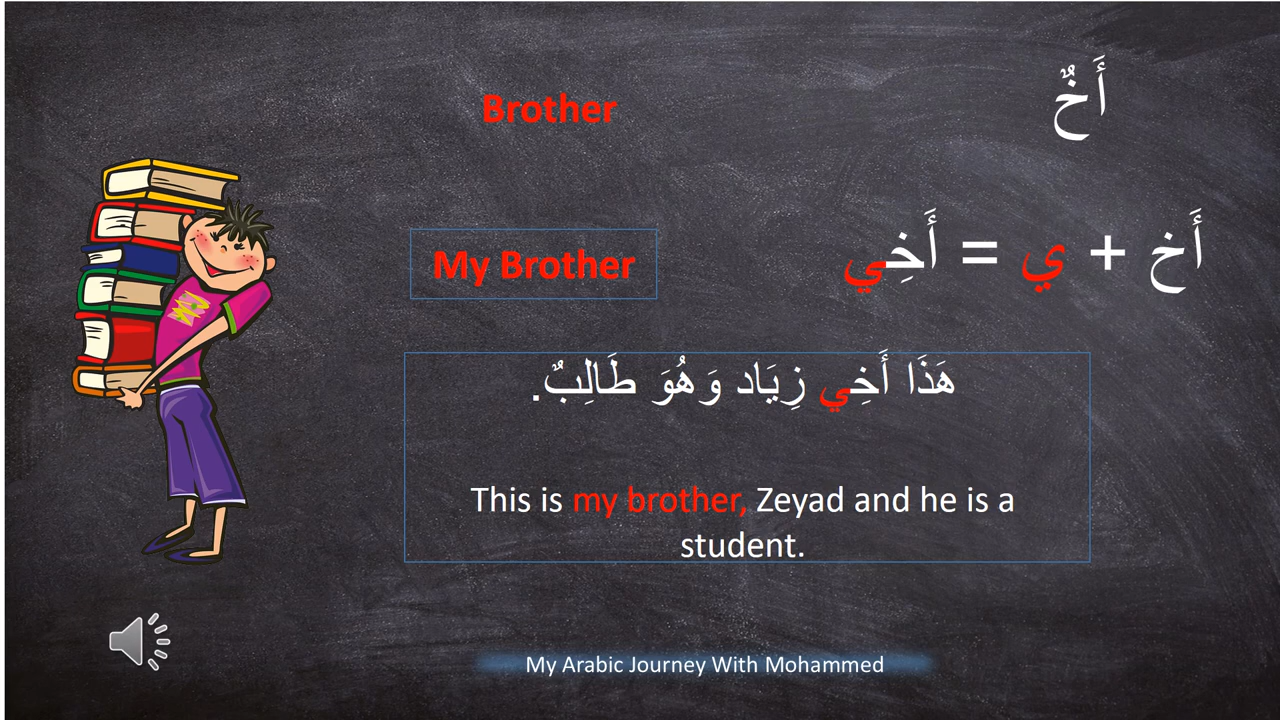 Brother
أَخٌ
My Brother
أَخ + ي = أَخِي
هَذَا أَخِي زِيَاد وَهُوَ طَالِبٌ.
This is my brother, Zeyad and he is a
student.
My Arabic Journey With Mohammed